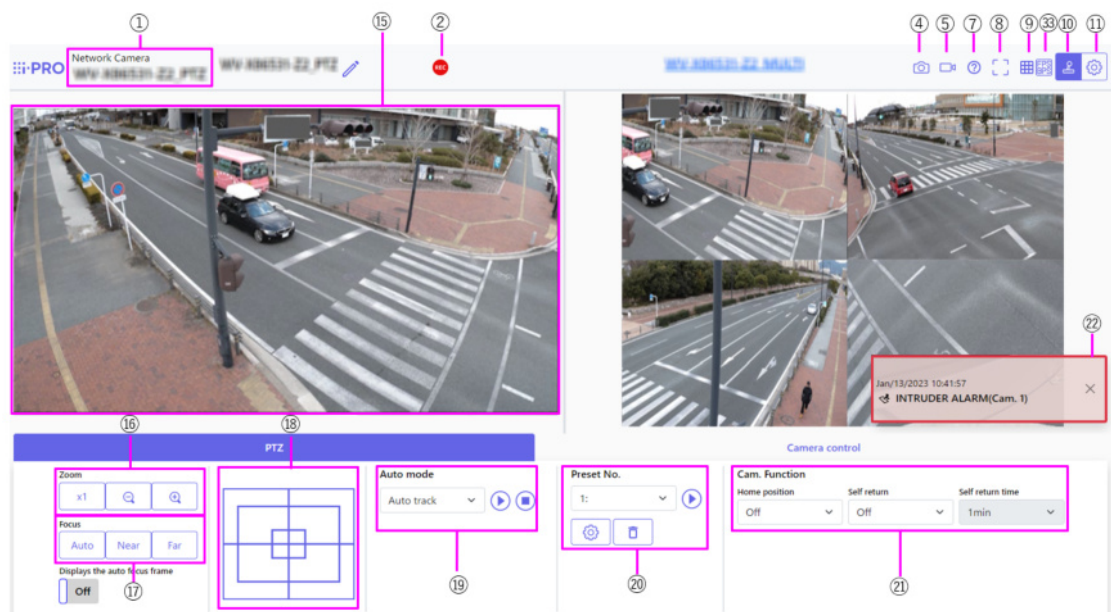 ① ⑮ ② ④ ⑤ ⑦ ⑧ ⑨ ㉝ ⑩ ⑪
i-PRO
Network Camera
REC
㉒
Jan/13/2023 10:41:57
INTRUDER ALARM(Cam. 1)
⑯ ⑱
PTZ
Camera control
Zoom
x1
Focus
Auto Near Far
Displays the auto focus frame
Off
⑰
Auto mode
Auto track
⑲
Preset No.
1:
⑳
Cam. Function
Home position Self return Self return time
Off Off 1min
㉑